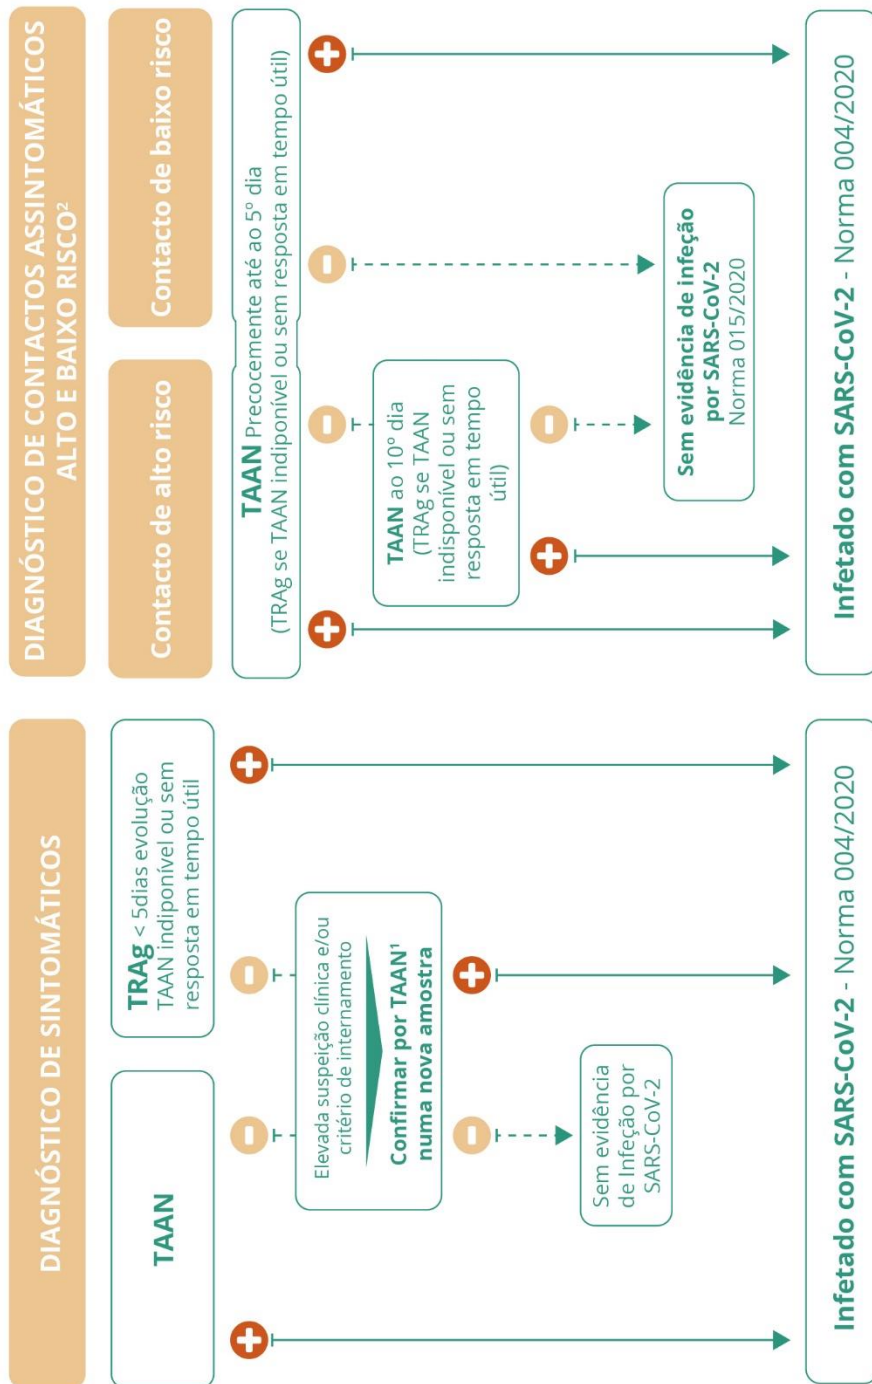 DIAGNÓSTICO DE SINTOMÁTICOS
TAAN
TRAg < 5dias evolução
TAAN indiponível ou sem
resposta em tempo útil
Elevada suspeição clínica e/ou
critério de internamento
Confirmar por TAAN¹
numa nova amostra
Sem evidência
de Infeção por
SARS-CoV-2
Infetado com SARS-CoV-2 - Norma 004/2020
DIAGNÓSTICO DE CONTACTOS ASSINTOMÁTICOS
ALTO E BAIXO RISCO²
Contacto de alto risco
Contacto de baixo risco
TAAN Precocemente até ao 5º dia
(TRAg se TAAN indiponível ou sem resposta em tempo útil)
TAAN ao 10º dia
(TRAg se TAAN
indisponível ou sem
resposta em tempo
útil)
Sem evidência de infeção
por SARS-CoV-2
Norma 015/2020
Infetado com SARS-CoV-2 - Norma 004/2020